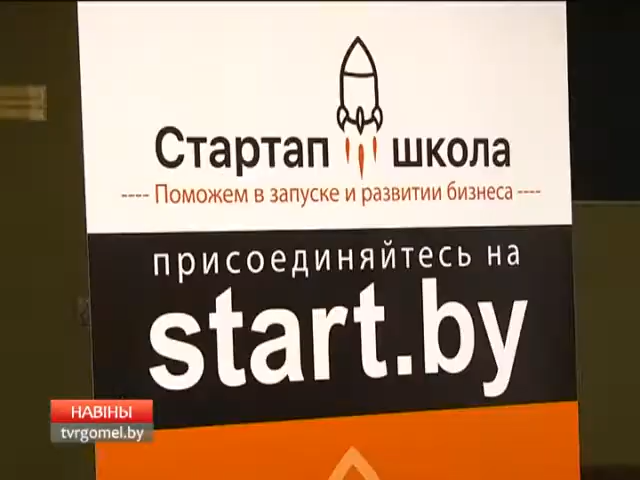 Стартап школа
---- Поможем в запуске и развитии бизнеса ----
присоединяйтесь на
start.by
НАВІНЫ
tvrgomel.by